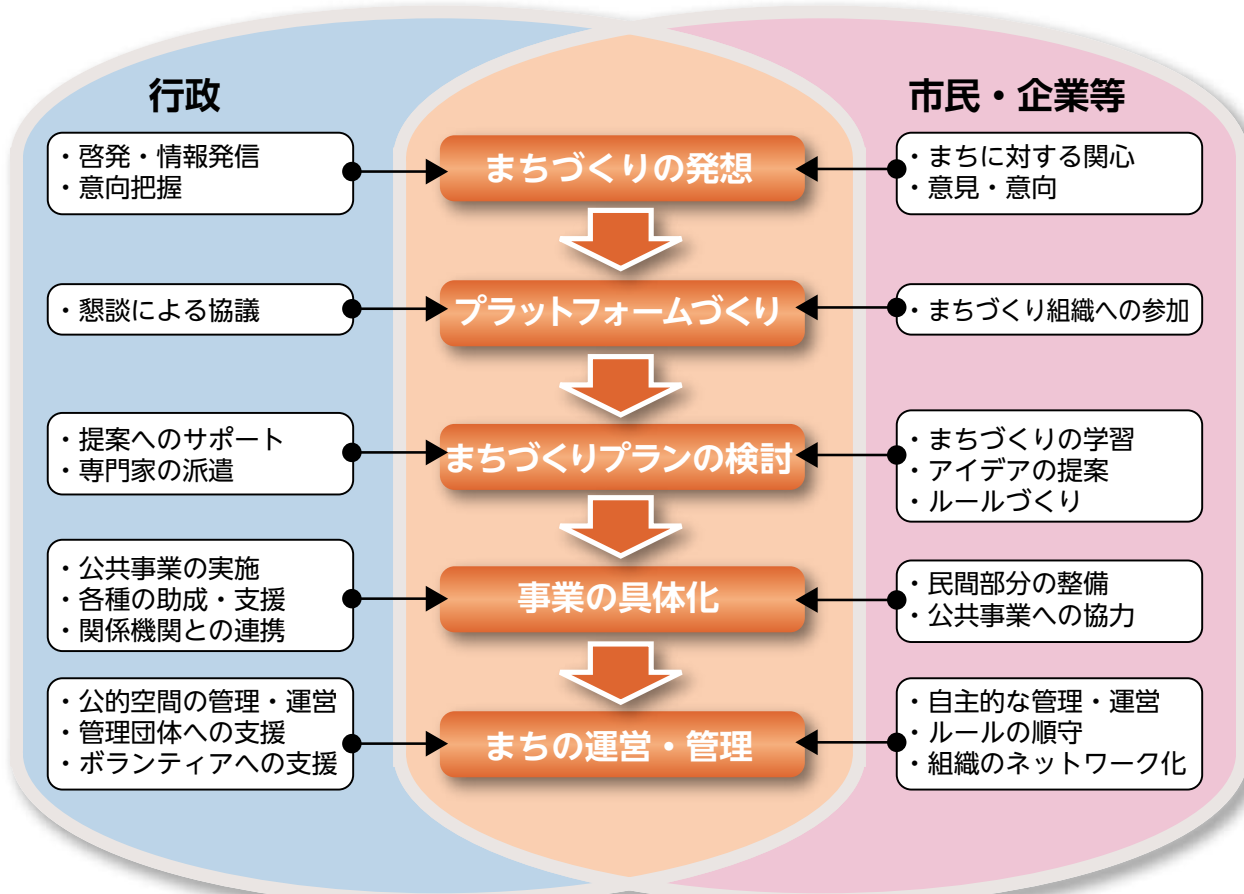 行政
市民・企業等
・啓発・情報発信
・意向把握
まちづくりの発想
・まちに対する関心
・意見・意向
・懇談による協議
プラットフォームづくり
・まちづくり組織への参加
・提案へのサポート
・専門家の派遣
まちづくりプランの検討
・まちづくりの学習
・アイデアの提案
・ルールづくり
・公共事業の実施
・各種の助成・支援
・関係機関との連携
事業の具体化
・民間部分の整備
・公共事業への協力
・公的空間の管理・運営
・管理団体への支援
・ボランティアへの支援
まちの運営・管理
・自主的な管理・運営
・ルールの順守
・組織のネットワーク化